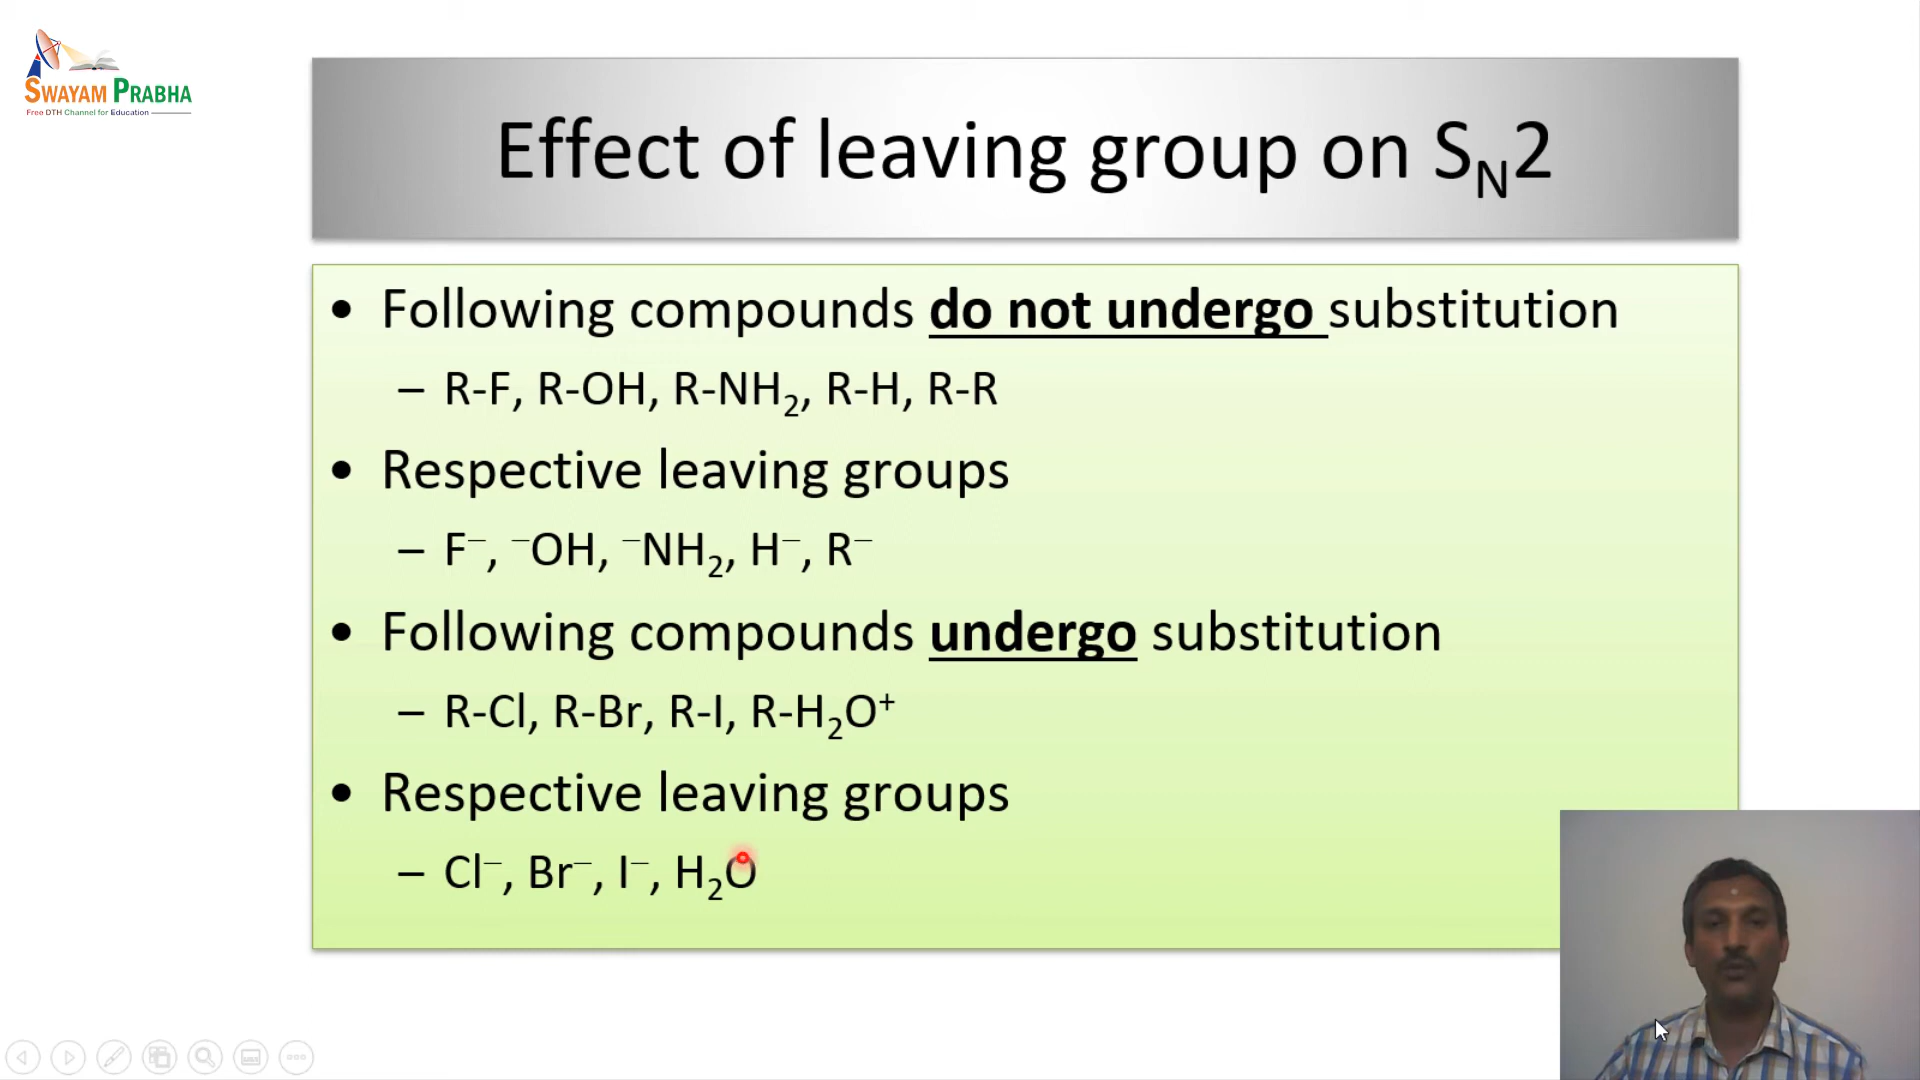 SWAYAM PRABHA
Free DTH Channel for Education
Effect of leaving group on S_N2
• Following compounds do not undergo substitution
– R-F, R-OH, R-NH₂, R-H, R-R
• Respective leaving groups
– F⁻, ⁻OH, ⁻NH₂, H⁻, R⁻
• Following compounds undergo substitution
– R-Cl, R-Br, R-I, R-H₂O⁺
• Respective leaving groups
– Cl⁻, Br⁻, I⁻, H₂O